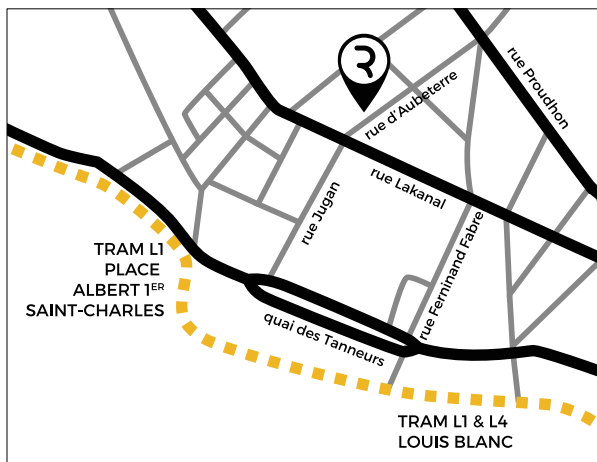 rue Proudhon
rue d'Aubeterre
rue Lakanal
rue Jugan
rue Ferninand Fabre
quai des Tanneurs
TRAM L1
PLACE
ALBERT 1ER
SAINT-CHARLES
TRAM L1 & L4
LOUIS BLANC